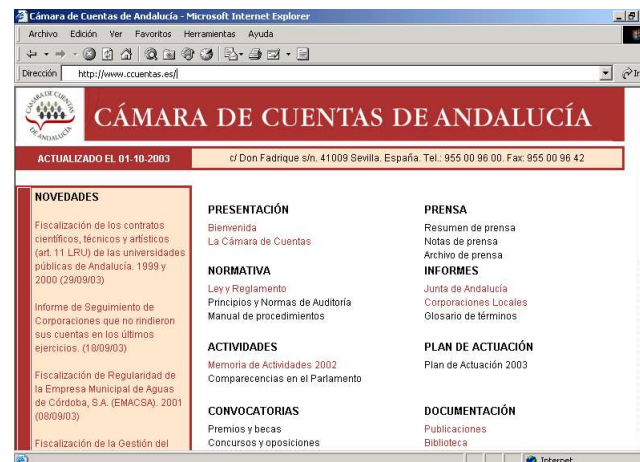 Cámara de Cuentas de Andalucía - Microsoft Internet Explorer
Archivo Edición Ver Favoritos Herramientas Ayuda
Dirección http://www.ccuentas.es/
CÁMARA DE CUENTAS DE ANDALUCÍA
CÁMARA DE CUENTAS DE ANDALUCÍA
ACTUALIZADO EL 01-10-2003
c/ Don Fadrique s/n. 41009 Sevilla. España. Tel.: 955 00 96 00. Fax: 955 00 96 42
NOVEDADES
Fiscalización de los contratos
científicos, técnicos y artísticos
(art. 11 LRU) de las universidades
públicas de Andalucía. 1999 y
2000 (29/09/03)
Informe de Seguimiento de
Corporaciones que no rindieron
sus cuentas en los últimos
ejercicios. (18/09/03)
Fiscalización de Regularidad de
la Empresa Municipal de Aguas
de Córdoba, S.A. (EMACSA). 2001
(08/09/03)
Fiscalización de la Gestión del
PRESENTACIÓN
Bienvenida
La Cámara de Cuentas
NORMATIVA
Ley y Reglamento
Principios y Normas de Auditoría
Manual de procedimientos
ACTIVIDADES
Memoria de Actividades 2002
Comparecencias en el Parlamento
CONVOCATORIAS
Premios y becas
Concursos y oposiciones
PRENSA
Resumen de prensa
Notas de prensa
Archivo de prensa
INFORMES
Junta de Andalucía
Corporaciones Locales
Glosario de términos
PLAN DE ACTUACIÓN
Plan de Actuación 2003
DOCUMENTACIÓN
Publicaciones
Biblioteca
Internet